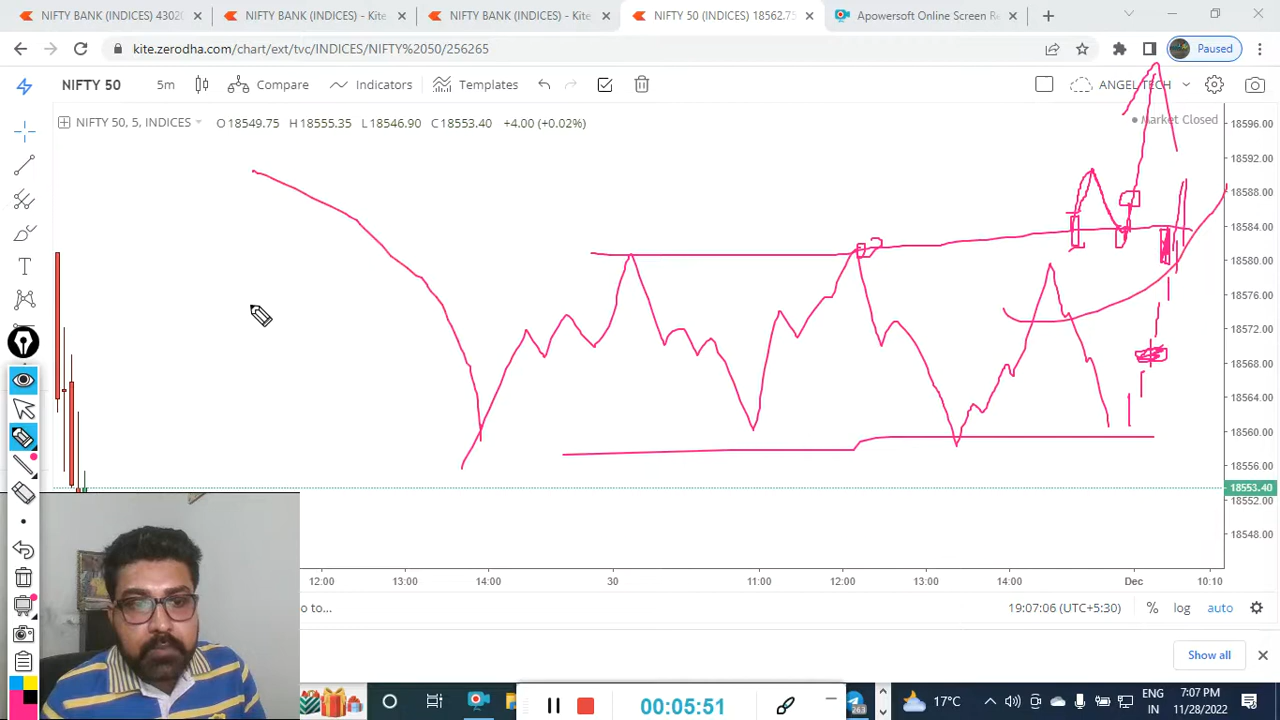 NIFTY BANK (INDICES) 4302
NIFTY BANK (INDICES) - Kite
NIFTY BANK (INDICES) - Kite
NIFTY 50 (INDICES) 18562.75
Apowersoft Online Screen Re
kite.zerodha.com/chart/ext/tvc/INDICES/NIFTY%2050/256265
Paused
NIFTY 50
5m
Compare
Indicators
Templates
ANGEL TECH
NIFTY 50, 5, INDICES
O18549.75 H18555.35 L18546.90 C18553.40 +4.00 (+0.02%)
Market Closed
18596.00
18592.00
18588.00
18584.00
18580.00
18576.00
18572.00
18568.00
18564.00
18560.00
18556.00
18553.40
18552.00
18548.00
12:00 13:00 14:00 30 11:00 12:00 13:00 14:00 Dec 10:10
o to...
19:07:06 (UTC+5:30)
% log auto
Show all
00:05:51
263
17°C
ENG
IN
7:07 PM
11/28/2022